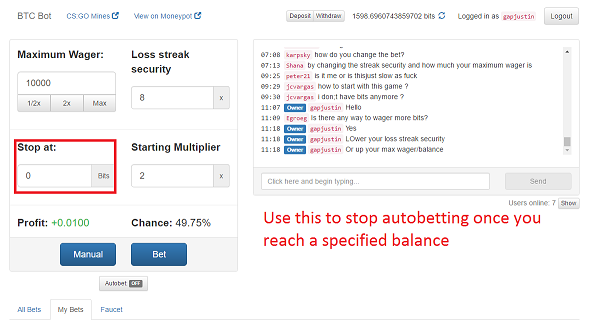 BTC Bot CS:GO Mines View on Moneypot Deposit Withdraw 1598.6960743859702 bits Logged in as gapjustin Logout
Maximum Wager:
10000
1/2x 2x Max
Loss streak
security
8 x
Stop at:
0 Bits
Starting Multiplier
2 x
Profit: +0.0100 Chance: 49.75%
Manual Bet
Autobet OFF
All Bets My Bets Faucet
07:08 karpsky how do you change the bet?
07:13 Shana by changing the streak security and how much your maximum wager is
09:25 peter21 is it me or is thisjust slow as fuck
09:29 jcvargas how to start with this game ?
09:30 jcvargas i don;t have bits anymore ?
11:07 Owner gapjustin Hello
11:09 Egroeg Is there any way to wager more bits?
11:18 Owner gapjustin Yes
11:18 Owner gapjustin LOwer your loss streak security
11:18 Owner gapjustin Or up your max wager/balance
Click here and begin typing... Send
Users online: 7 Show
Use this to stop autobetting once you
reach a specified balance